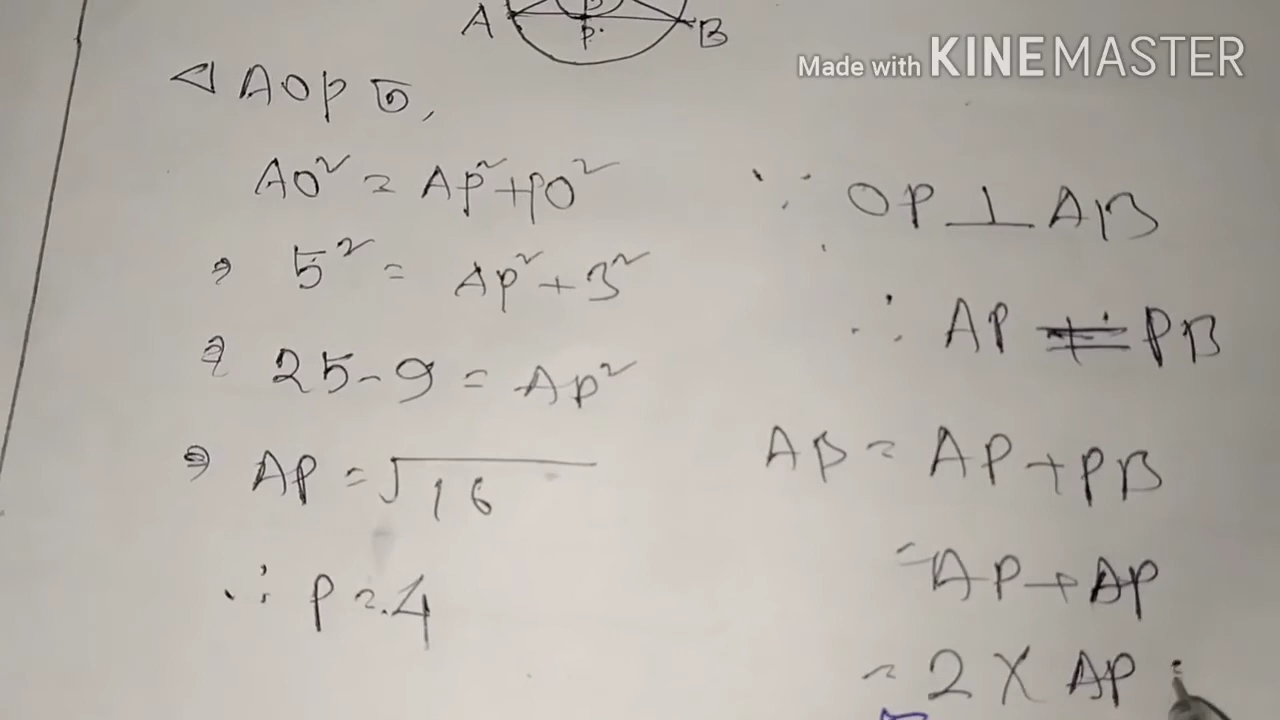 A P. B
Made with KINEMASTER
◁ AOP ত,
AO² = AP² + PO²
⇒ 5² = AP² + 3²
⇒ 25 - 9 = AP²
⇒ AP = √16
∴ P = 4
∵ OP ⊥ AB
∴ AP = PB
AB = AP + PB
= AP + AP
= 2 × AP